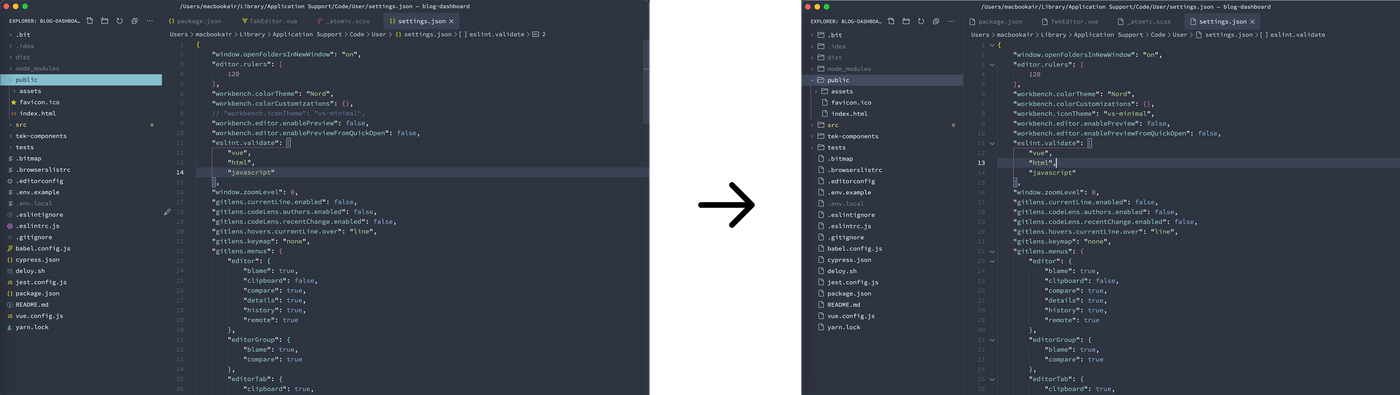 /Users/macbookair/Library/Application Support/Code/User/settings.json — blog-dashboard
EXPLORER: BLOG-DASHBOA...
.bit
.idea
dist
node_modules
public
assets
favicon.ico
index.html
src
tek-components
tests
.bitmap
.browserslistrc
.editorconfig
.env.example
.env.local
.eslintignore
.eslintrc.js
.gitignore
babel.config.js
cypress.json
deloy.sh
jest.config.js
package.json
README.md
vue.config.js
yarn.lock
package.json TekEditor.vue _atomic.scss settings.json
Users > macbookair > Library > Application Support > Code > User > {} settings.json > [ ] eslint.validate > 2
1 {
2 "window.openFoldersInNewWindow": "on",
3 "editor.rulers": [
4 120
5 ],
6 "workbench.colorTheme": "Nord",
7 "workbench.colorCustomizations": {},
8 // "workbench.iconTheme": "vs-minimal",
9 "workbench.editor.enablePreview": false,
10 "workbench.editor.enablePreviewFromQuickOpen": false,
11 "eslint.validate": [
12 "vue",
13 "html",
14 "javascript"
15 ],
16 "window.zoomLevel": 0,
17 "gitlens.currentLine.enabled": false,
18 "gitlens.codeLens.authors.enabled": false,
19 "gitlens.codeLens.recentChange.enabled": false,
20 "gitlens.hovers.currentLine.over": "line",
21 "gitlens.keymap": "none",
22 "gitlens.menus": {
23 "editor": {
24 "blame": true,
25 "clipboard": false,
26 "compare": true,
27 "details": true,
28 "history": true,
29 "remote": true
30 },
31 "editorGroup": {
32 "blame": true,
33 "compare": true
34 },
35 "editorTab": {
36 "clipboard": true,
/Users/macbookair/Library/Application Support/Code/User/settings.json — blog-dashboard
EXPLORER: BLOG-DASHBOA...
.bit
.idea
dist
node_modules
public
assets
favicon.ico
index.html
src
tek-components
tests
.bitmap
.browserslistrc
.editorconfig
.env.example
.env.local
.eslintignore
.eslintrc.js
.gitignore
babel.config.js
cypress.json
deloy.sh
jest.config.js
package.json
README.md
vue.config.js
yarn.lock
package.json TekEditor.vue _atomic.scss settings.json
Users > macbookair > Library > Application Support > Code > User > settings.json > [ ] eslint.validate
1 {
2 "window.openFoldersInNewWindow": "on",
3 "editor.rulers": [
4 120
5 ],
6 "workbench.colorTheme": "Nord",
7 "workbench.colorCustomizations": {},
8 "workbench.iconTheme": "vs-minimal",
9 "workbench.editor.enablePreview": false,
10 "workbench.editor.enablePreviewFromQuickOpen": false,
11 "eslint.validate": [
12 "vue",
13 "html",
14 "javascript"
15 ],
16 "window.zoomLevel": 0,
17 "gitlens.currentLine.enabled": false,
18 "gitlens.codeLens.authors.enabled": false,
19 "gitlens.codeLens.recentChange.enabled": false,
20 "gitlens.hovers.currentLine.over": "line",
21 "gitlens.keymap": "none",
22 "gitlens.menus": {
23 "editor": {
24 "blame": true,
25 "clipboard": false,
26 "compare": true,
27 "details": true,
28 "history": true,
29 "remote": true
30 },
31 "editorGroup": {
32 "blame": true,
33 "compare": true
34 },
35 "editorTab": {
36 "clipboard": true,